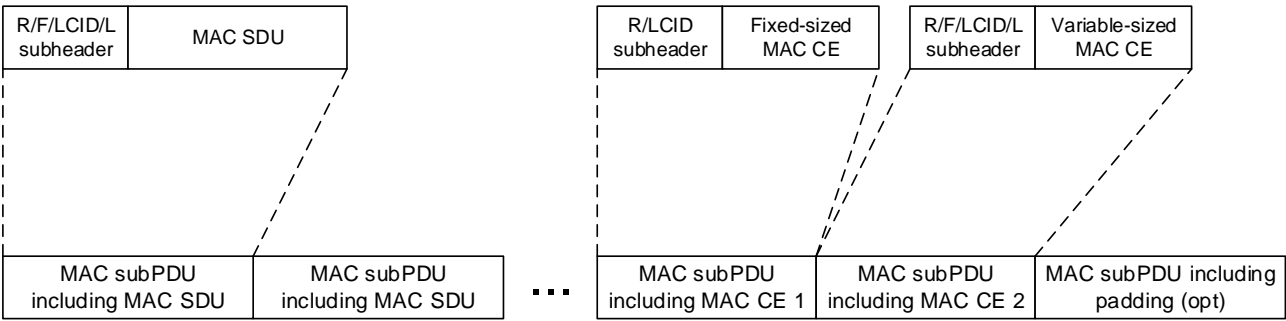 R/F/LCID/L
subheader
MAC SDU
R/LCID
subheader
Fixed-sized
MAC CE
R/F/LCID/L
subheader
Variable-sized
MAC CE
MAC subPDU
including MAC SDU
MAC subPDU
including MAC SDU
...
MAC subPDU
including MAC CE 1
MAC subPDU
including MAC CE 2
MAC subPDU including
padding (opt)